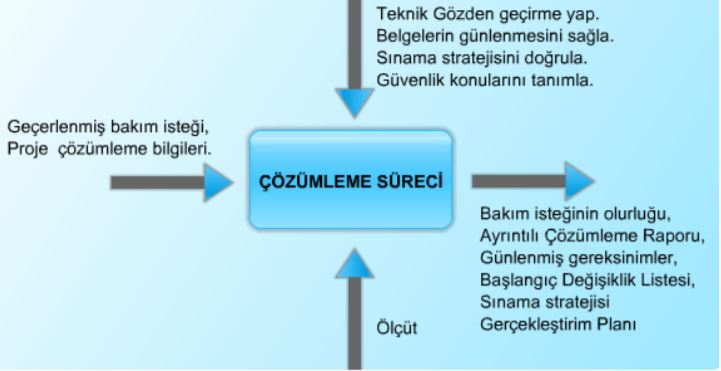 Teknik Gözden geçirme yap.
Belgelerin günlenmesini sağla.
Sınama stratejisini doğrula.
Güvenlik konularını tanımla.
Geçerlenmiş bakım isteği,
Proje çözümleme bilgileri.
ÇÖZÜMLEME SÜRECİ
Bakım isteğinin olurluğu,
Ayrıntılı Çözümleme Raporu,
Günlenmiş gereksinimler,
Başlangıç Değişiklik Listesi,
Sınama stratejisi
Gerçekleştirim Planı
Ölçüt